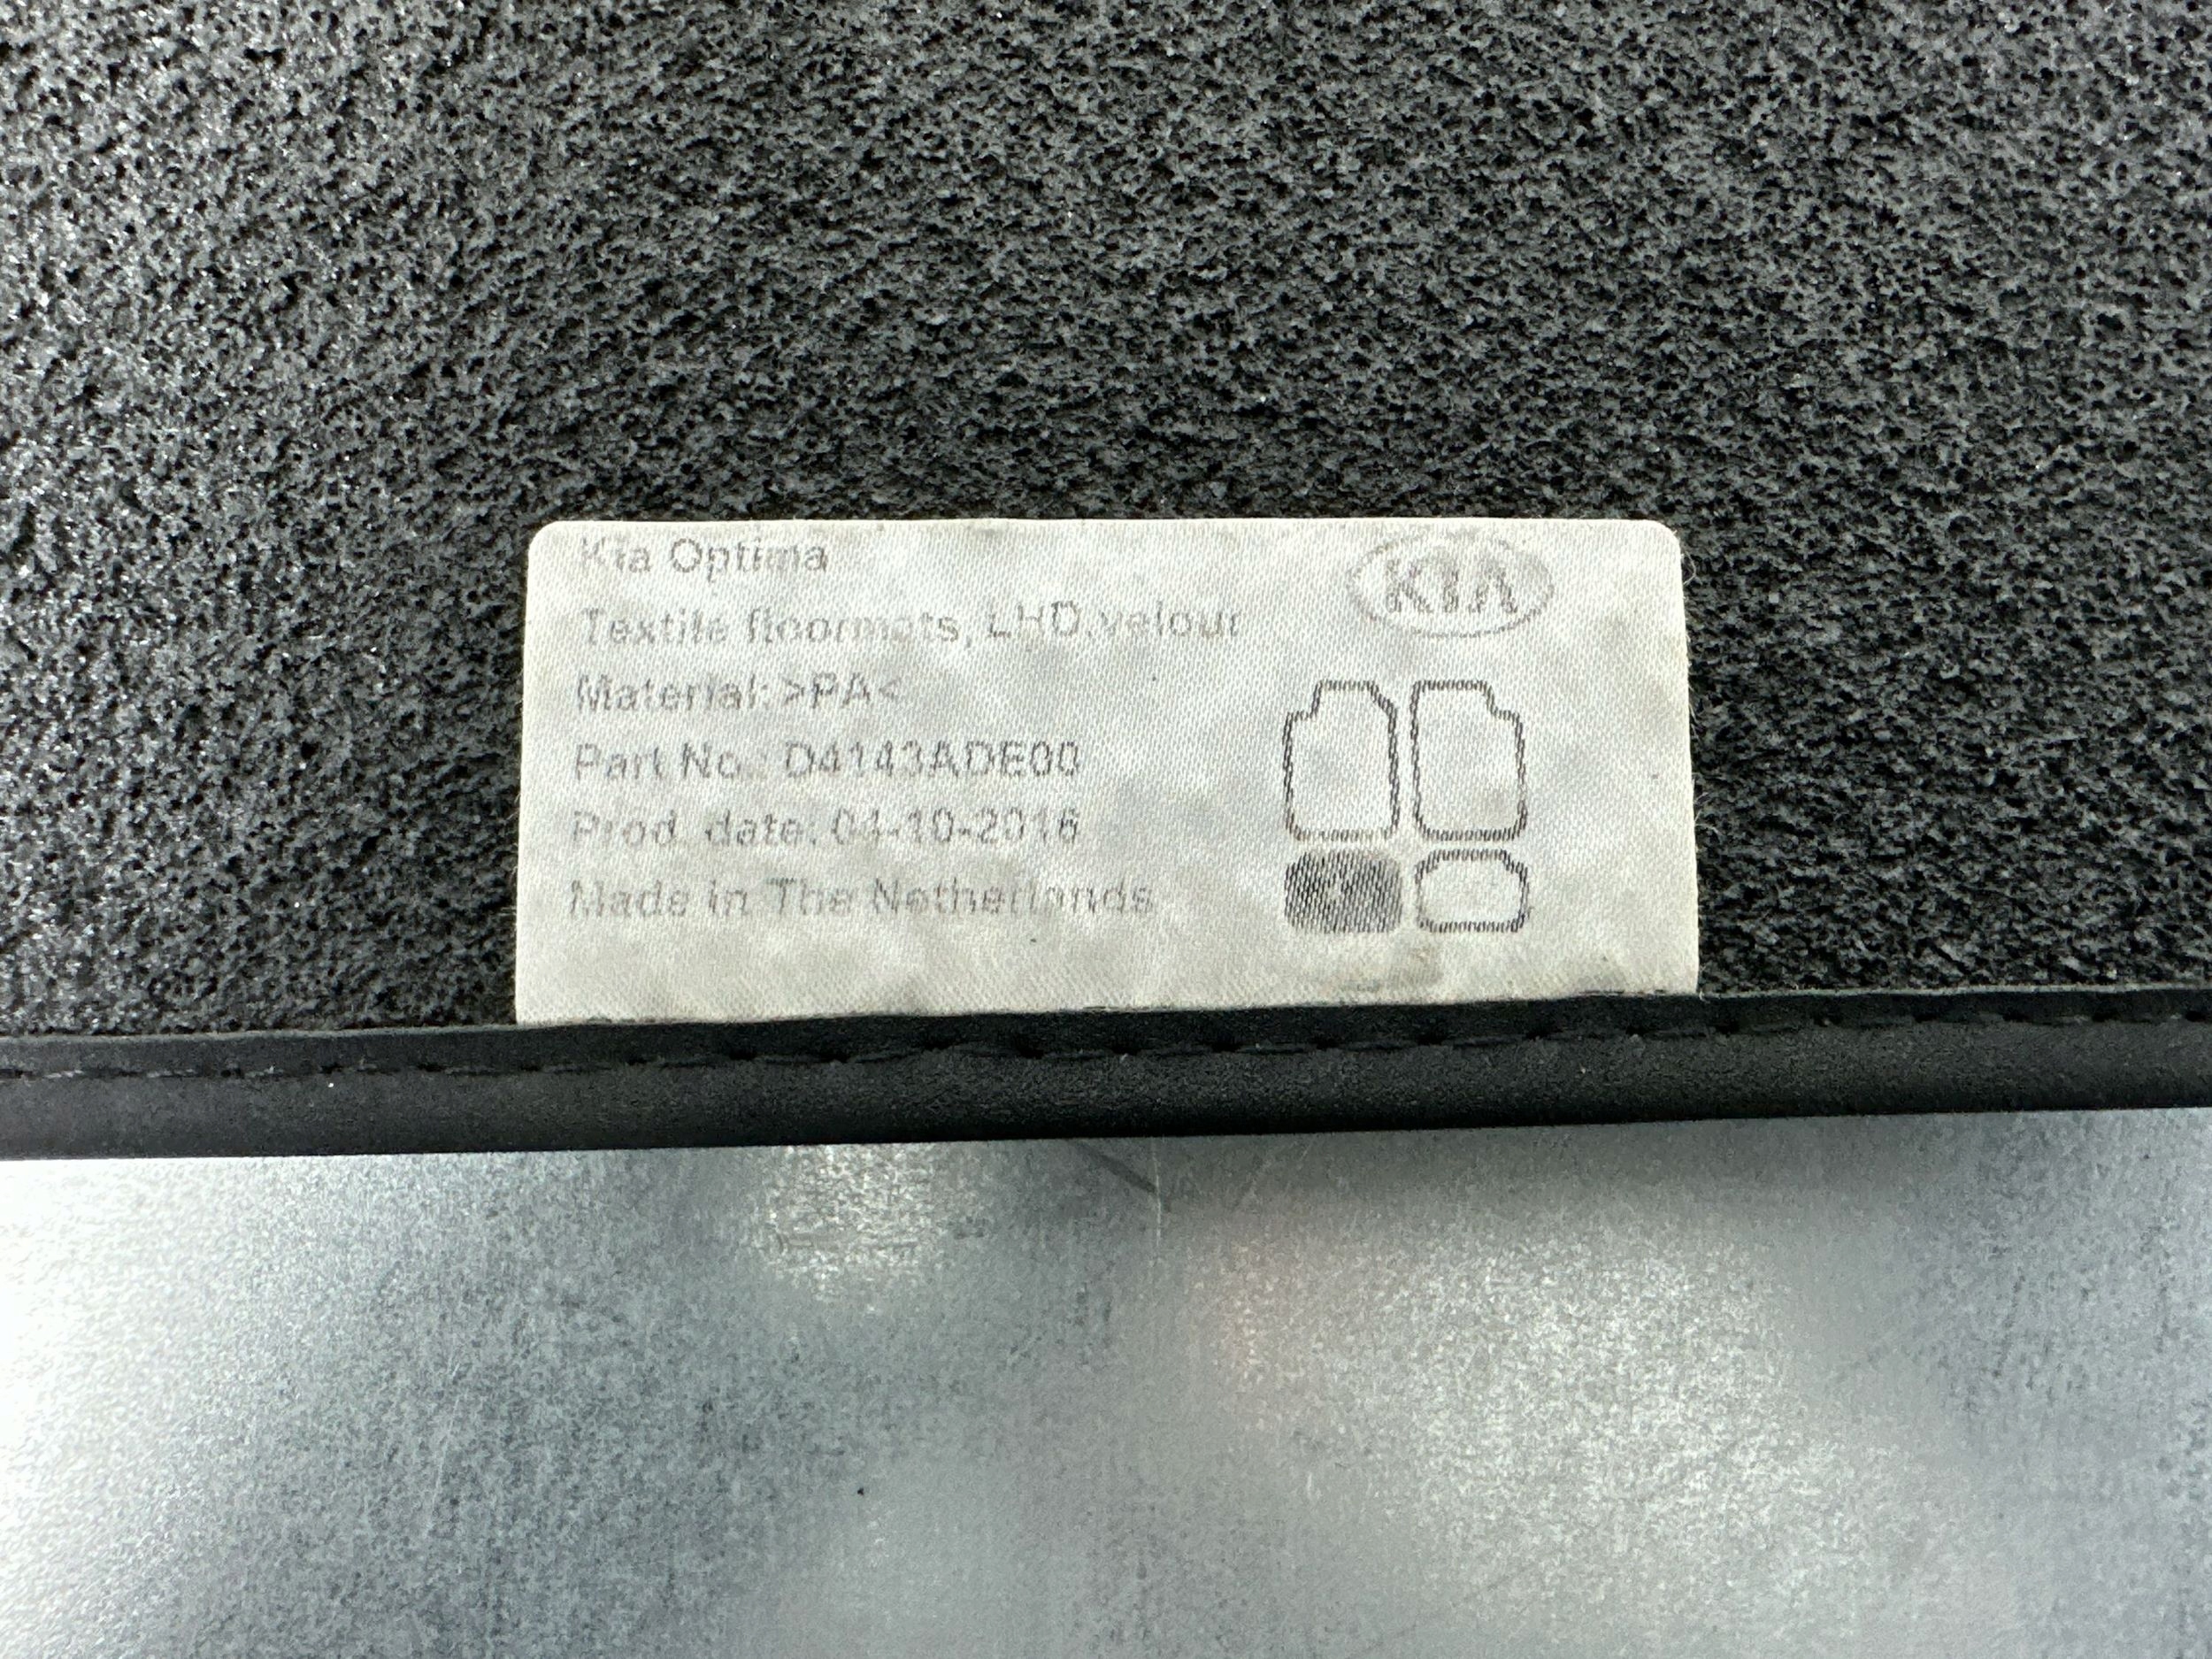 Kia Optima
KIA
Textile floormats, LHD, velour
Material: >PA<
Part No.: D4143ADE00
Prod. date: 04-10-2016
Made in The Netherlands